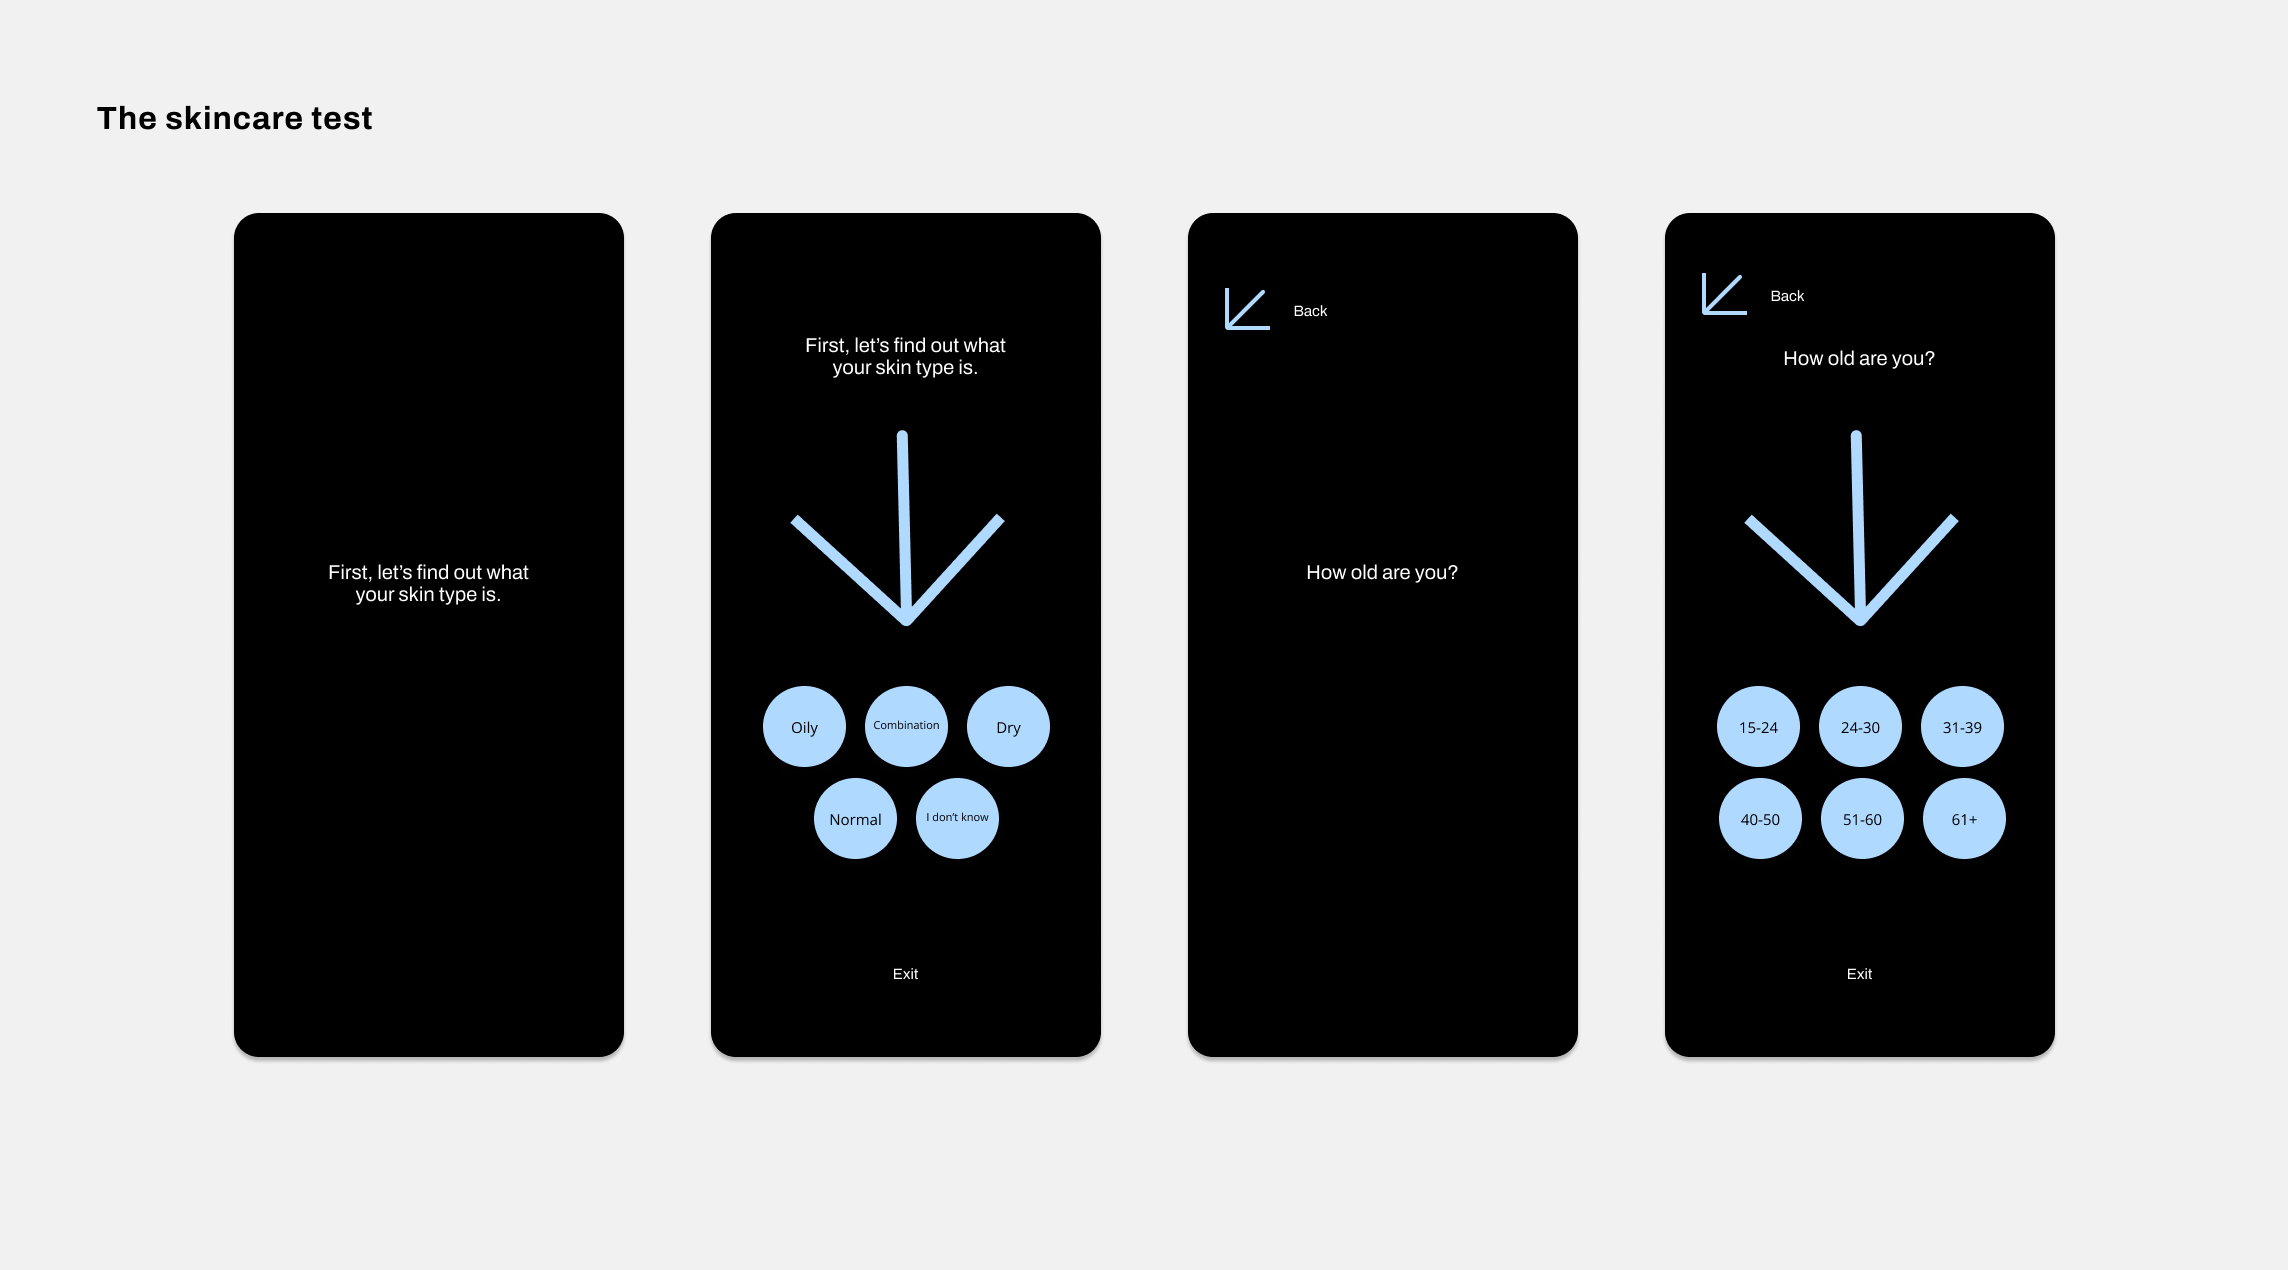 The skincare test
First, let’s find out what
your skin type is.
First, let’s find out what
your skin type is.
Oily
Combination
Dry
Normal
I don’t know
Exit
Back
How old are you?
Back
How old are you?
15-24
24-30
31-39
40-50
51-60
61+
Exit